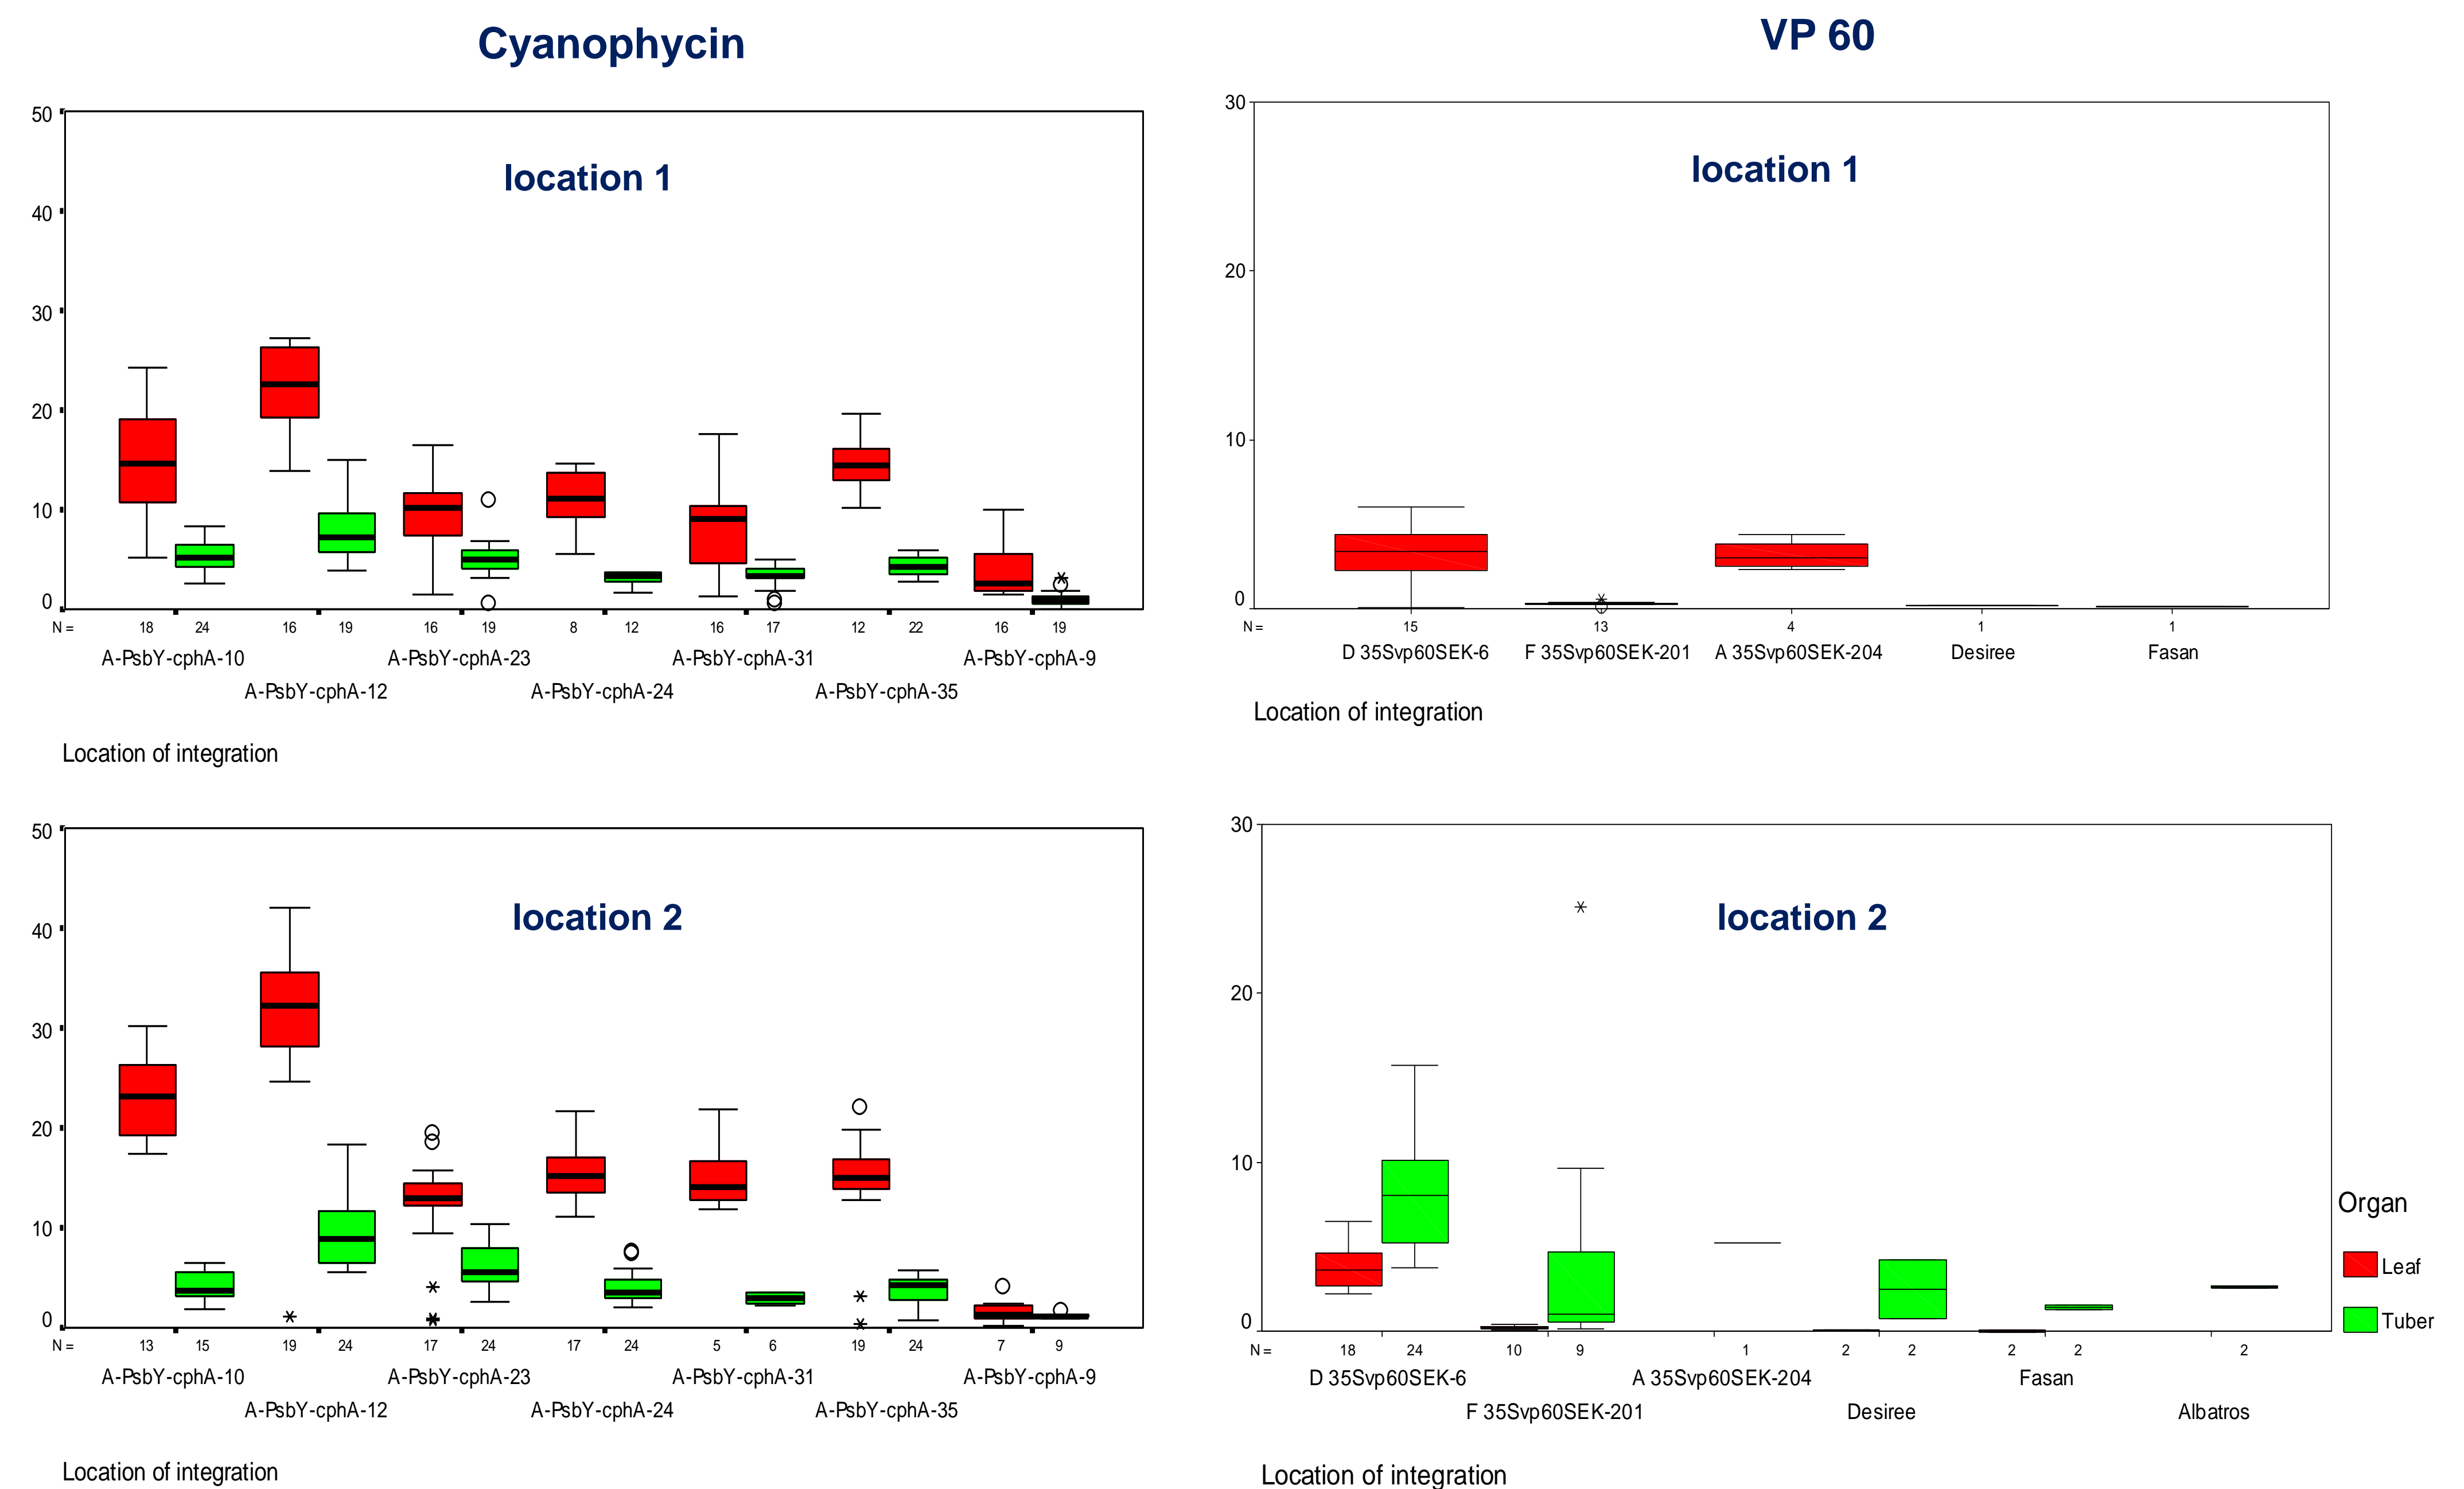 Cyanophycin
50
40
30
20
10
0
location 1
N = 18 24 16 19 16 19 8 12 16 17 12 22 16 19
A-PsbY-cphA-10 A-PsbY-cphA-23 A-PsbY-cphA-31 A-PsbY-cphA-9
A-PsbY-cphA-12 A-PsbY-cphA-24 A-PsbY-cphA-35
Location of integration
VP 60
30
20
10
0
location 1
N = 15 13 4 1 1
D 35Svp60SEK-6 F 35Svp60SEK-201 A 35Svp60SEK-204 Desiree Fasan
Location of integration
50
40
30
20
10
0
location 2
N = 13 15 19 24 17 24 17 24 5 6 19 24 7 9
A-PsbY-cphA-10 A-PsbY-cphA-23 A-PsbY-cphA-31 A-PsbY-cphA-9
A-PsbY-cphA-12 A-PsbY-cphA-24 A-PsbY-cphA-35
Location of integration
30
20
10
0
location 2
N = 18 24 10 9 1 2 2 2 2 2
D 35Svp60SEK-6 A 35Svp60SEK-204 Fasan
F 35Svp60SEK-201 Desiree Albatros
Location of integration
Organ
Leaf
Tuber